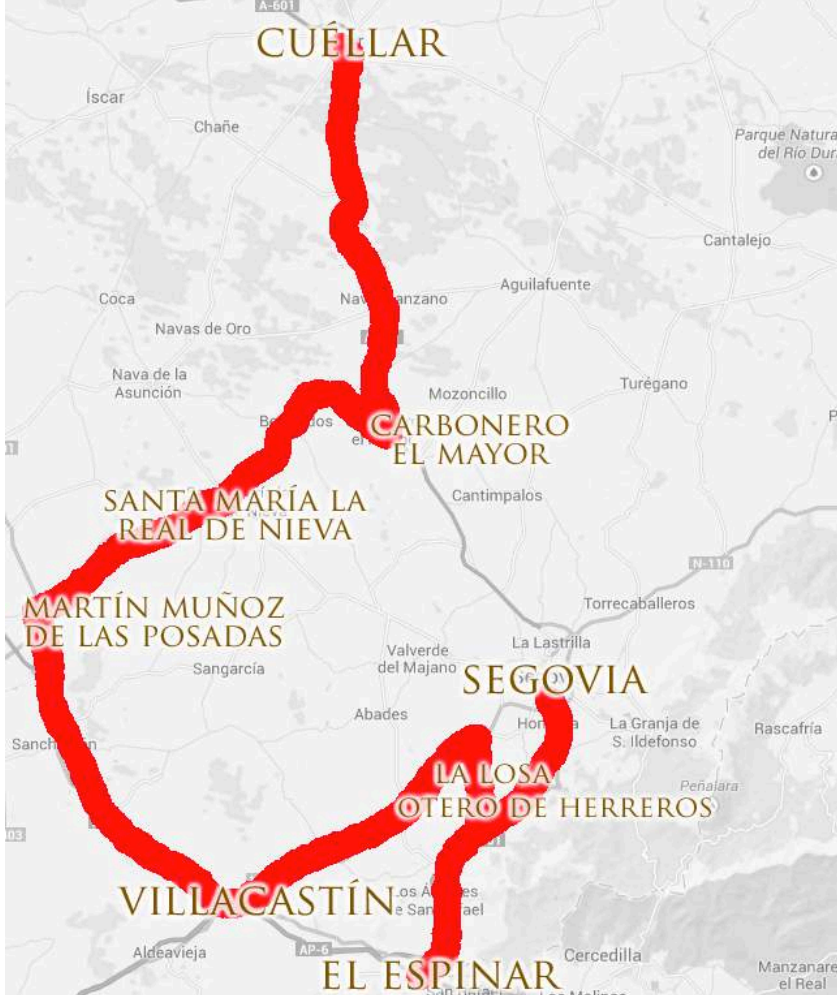 A-601
CUÉLLAR
Íscar
Chañe
Parque Natura
del Río Dur
Cantalejo
Aguilafuente
Coca
Navas de Oro
Nava de la
Asunción
Mozoncillo
Turégano
CARBONERO
EL MAYOR
Cantimpalos
SANTA MARÍA LA
REAL DE NIEVA
N-110
Torrecaballeros
MARTÍN MUÑOZ
DE LAS POSADAS
La Lastrilla
Valverde
del Majano
Sangarcía
SEGOVIA
Abades
La Granja de
S. Ildefonso
Rascafría
LA LOSA
Peñalara
OTERO DE HERREROS
VILLACASTÍN
Aldeavieja
AP-6
Cercedilla
EL ESPINAR
Manzanare
el Real